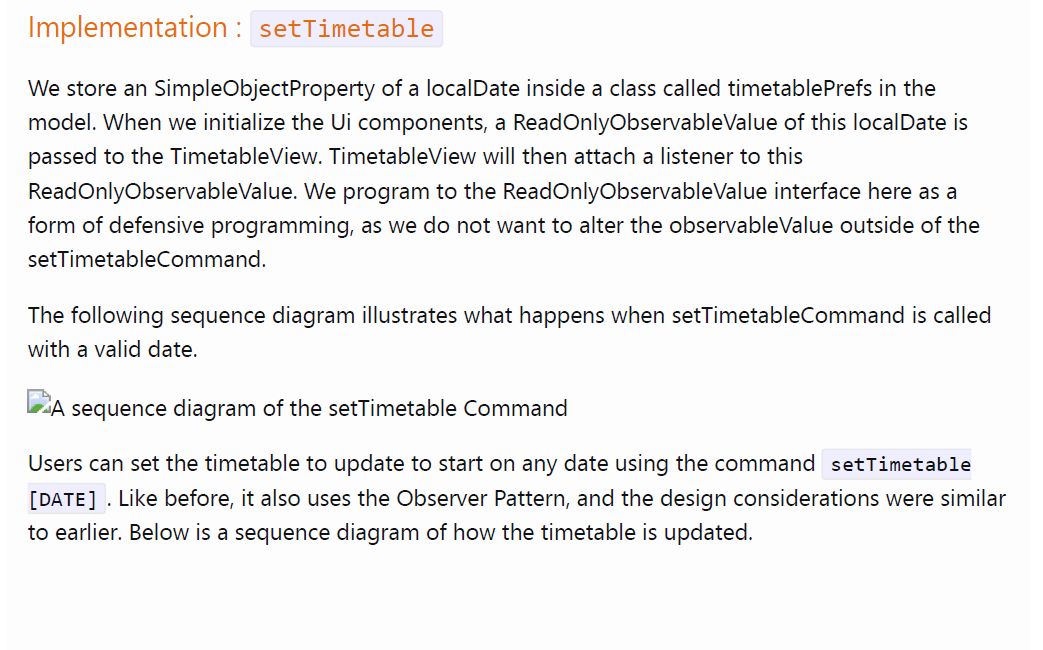 Implementation : setTimetable
We store an SimpleObjectProperty of a localDate inside a class called timetablePrefs in the
model. When we initialize the Ui components, a ReadOnlyObservableValue of this localDate is
passed to the TimetableView. TimetableView will then attach a listener to this
ReadOnlyObservableValue. We program to the ReadOnlyObservableValue interface here as a
form of defensive programming, as we do not want to alter the observableValue outside of the
setTimetableCommand.
The following sequence diagram illustrates what happens when setTimetableCommand is called
with a valid date.
A sequence diagram of the setTimetable Command
Users can set the timetable to update to start on any date using the command setTimetable
[DATE] . Like before, it also uses the Observer Pattern, and the design considerations were similar
to earlier. Below is a sequence diagram of how the timetable is updated.